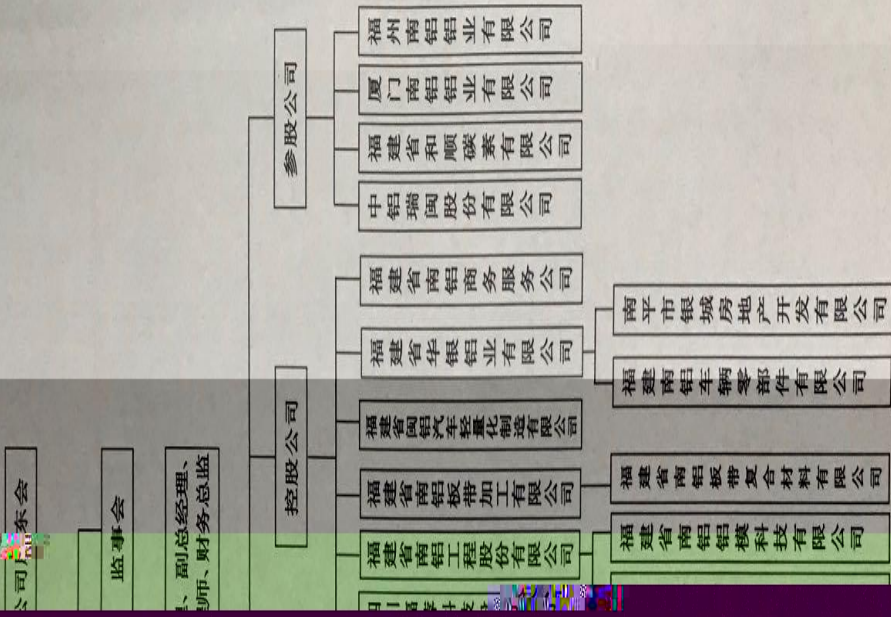 参股公司
福州南铝铝业有限公司
厦门南铝铝业有限公司
福建省和顺碳素有限公司
中铝瑞闽股份有限公司
控股公司
福建省南铝商务服务公司
福建省华银铝业有限公司
南平市银城房地产开发有限公司
福建南铝车辆零部件有限公司
福建省闽铝汽车轻量化制造有限公司
福建省南铝板带加工有限公司
福建省南铝板带复合材料有限公司
福建省南铝工程股份有限公司
福建省南铝铝模科技有限公司
东会
监事会
、副总经理、
师、财务总监